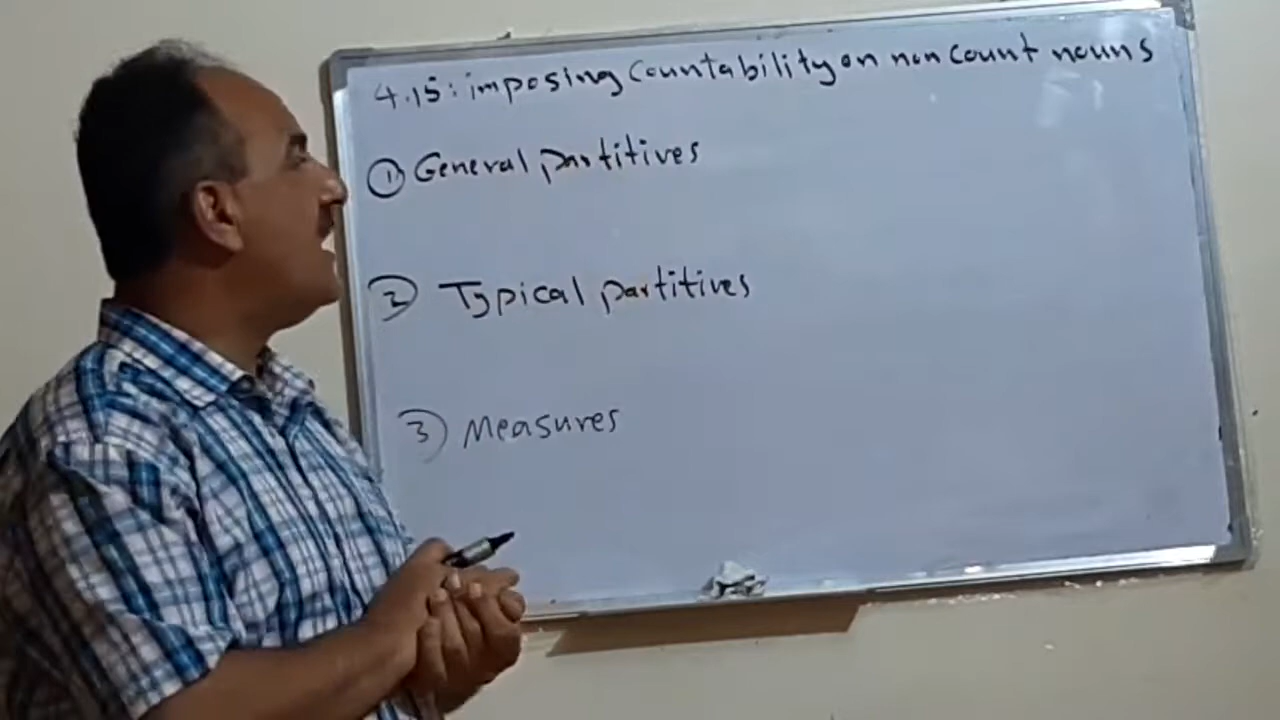 4.15: imposing Countability on non count nouns
① General partitives
② Typical partitives
3) Measures